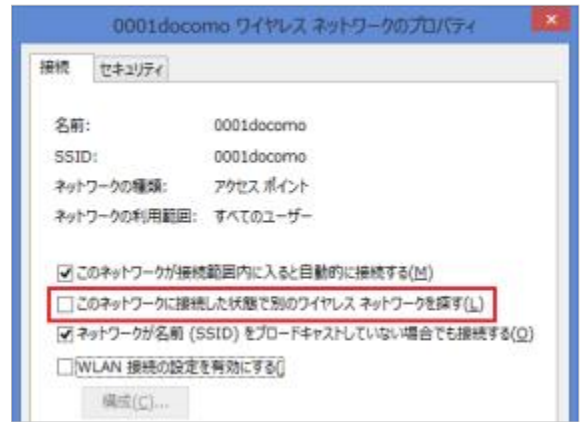 0001docomo ワイヤレス ネットワークのプロパティ
接続 セキュリティ
名前: 0001docomo
SSID: 0001docomo
ネットワークの種類: アクセス ポイント
ネットワークの利用範囲: すべてのユーザー
このネットワークが接続範囲内に入ると自動的に接続する(M)
このネットワークに接続した状態で別のワイヤレス ネットワークを探す(L)
ネットワークが名前 (SSID) をブロードキャストしていない場合でも接続する(O)
WLAN 接続の設定を有効にする(
構成(C)...